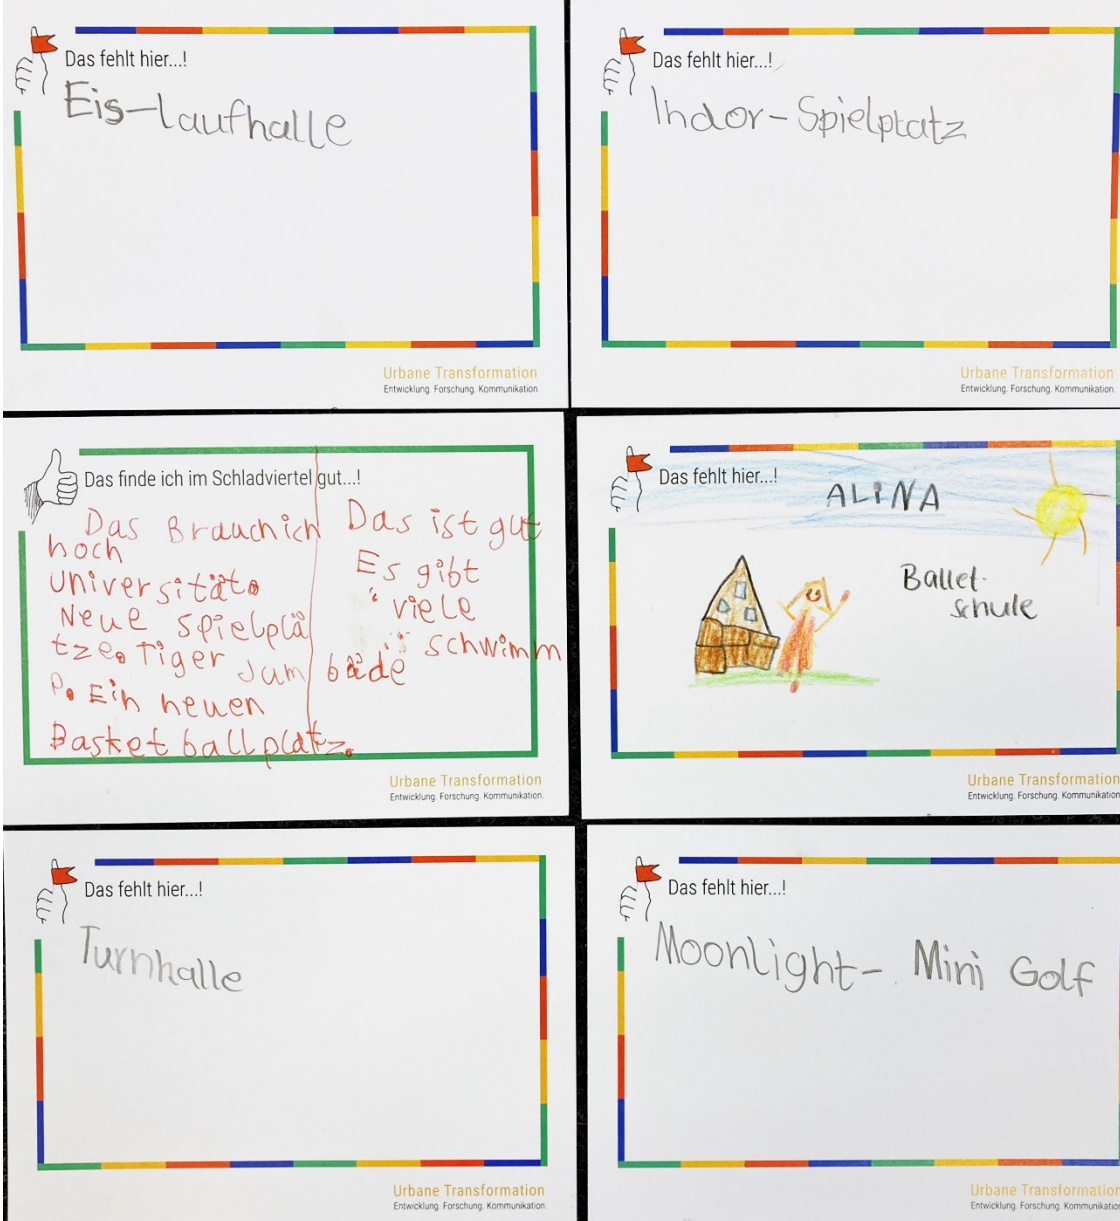 Das fehlt hier...!
Eis-Laufhalle
Urbane Transformation
Entwicklung. Forschung. Kommunikation.
Das fehlt hier...!
Indor-Spielplatz
Urbane Transformation
Entwicklung. Forschung. Kommunikation.
Das finde ich im Schladviertel gut...!
Das Brauch ich
hoch
universität.
Neue spielplä
tze. Tiger Jum
P. Ein neuen
Basketballplatz.
Das ist gut
Es gibt
viele
schwimm
bäde
Urbane Transformation
Entwicklung. Forschung. Kommunikation.
Das fehlt hier...!
ALiNA
Ballet-
schule
Urbane Transformation
Entwicklung. Forschung. Kommunikation.
Das fehlt hier...!
Turnhalle
Urbane Transformation
Entwicklung. Forschung. Kommunikation.
Das fehlt hier...!
Moonlight- Mini Golf
Urbane Transformation
Entwicklung. Forschung. Kommunikation.